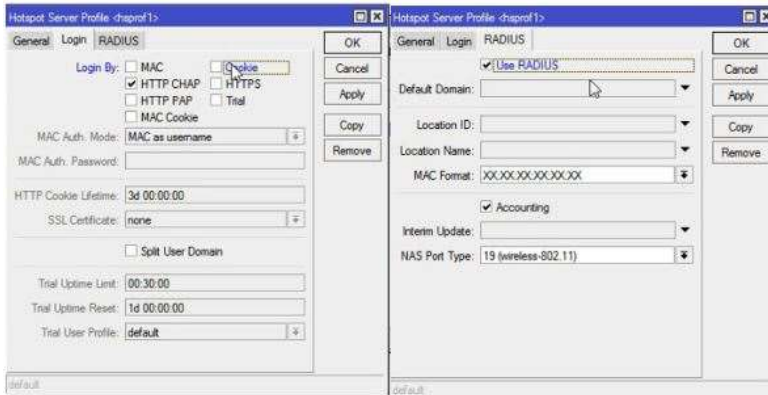 Hotspot Server Profile <hsprof1>
General Login RADIUS
Login By: MAC Cookie
HTTP CHAP HTTPS
HTTP PAP Trial
MAC Cookie
MAC Auth. Mode: MAC as username
MAC Auth. Password:
HTTP Cookie Lifetime: 3d 00:00:00
SSL Certificate: none
Split User Domain
Trial Uptime Limit: 00:30:00
Trial Uptime Reset: 1d 00:00:00
Trial User Profile: default
OK
Cancel
Apply
Copy
Remove
default
Hotspot Server Profile <hsprof1>
General Login RADIUS
Use RADIUS
Default Domain:
Location ID:
Location Name:
MAC Format: XX:XX:XX:XX:XX:XX
Accounting
Interim Update:
NAS Port Type: 19 (wireless-802.11)
OK
Cancel
Apply
Copy
Remove
default